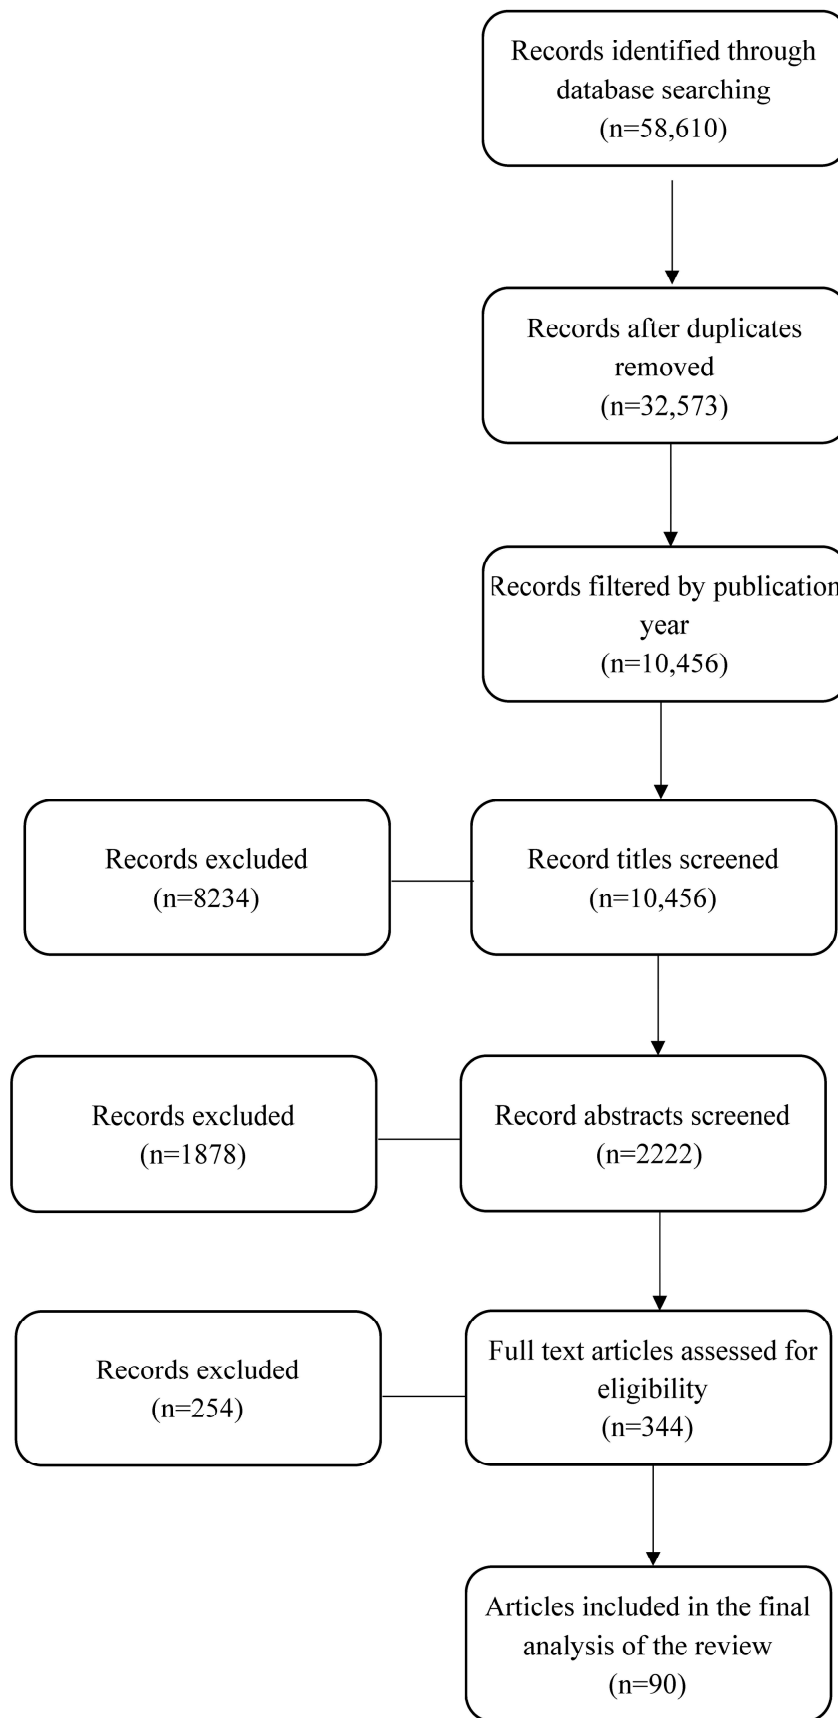 Records identified through
database searching
(n=58,610)
Records after duplicates
removed
(n=32,573)
Records filtered by publication
year
(n=10,456)
Records excluded
(n=8234)
Record titles screened
(n=10,456)
Records excluded
(n=1878)
Record abstracts screened
(n=2222)
Records excluded
(n=254)
Full text articles assessed for
eligibility
(n=344)
Articles included in the final
analysis of the review
(n=90)